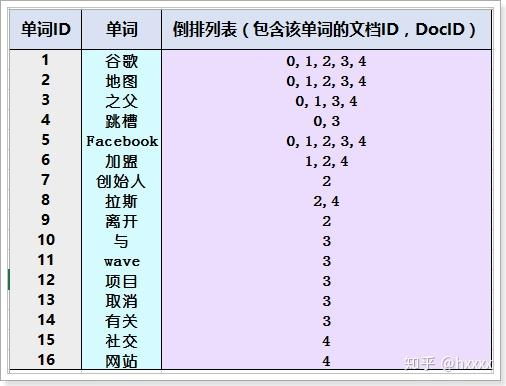 单词ID 单词 倒排列表（包含该单词的文档ID，DocID）
1 谷歌 0,1,2,3,4
2 地图 0,1,2,3,4
3 之父 0,1,3,4
4 跳槽 0,3
5 Facebook 0,1,2,3,4
6 加盟 1,2,4
7 创始人 2
8 拉斯 2,4
9 离开 2
10 与 3
11 wave 3
12 项目 3
13 取消 3
14 有关 3
15 社交 4
16 网站 4
知乎 @hxxxx